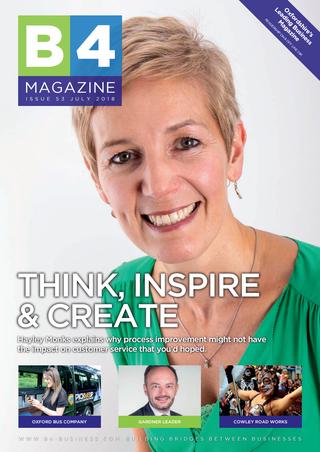 B4
MAGAZINE
ISSUE 53 JULY 2018
Oxfordshire's
Leading Business
Magazine
THINK, INSPIRE
& CREATE
Hayley Monks explains why process improvement might not have
the impact on customer service that you'd hoped.
OXFORD BUS COMPANY
GARDNER LEADER
COWLEY ROAD WORKS
WWW.B4-BUSINESS.COM BUILDING BRIDGES BETWEEN BUSINESSES